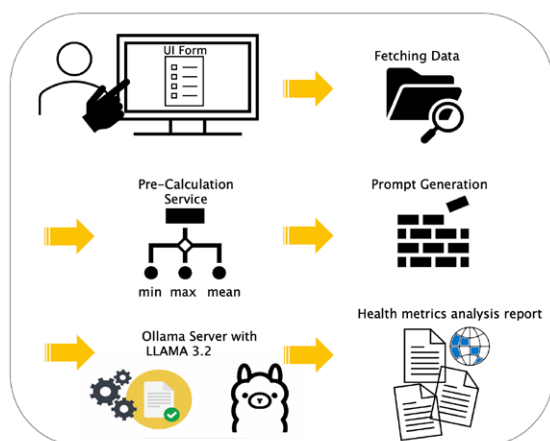 UI Form
Fetching Data
Pre-Calculation
Service
min max mean
Prompt Generation
Ollama Server with
LLAMA 3.2
Health metrics analysis report